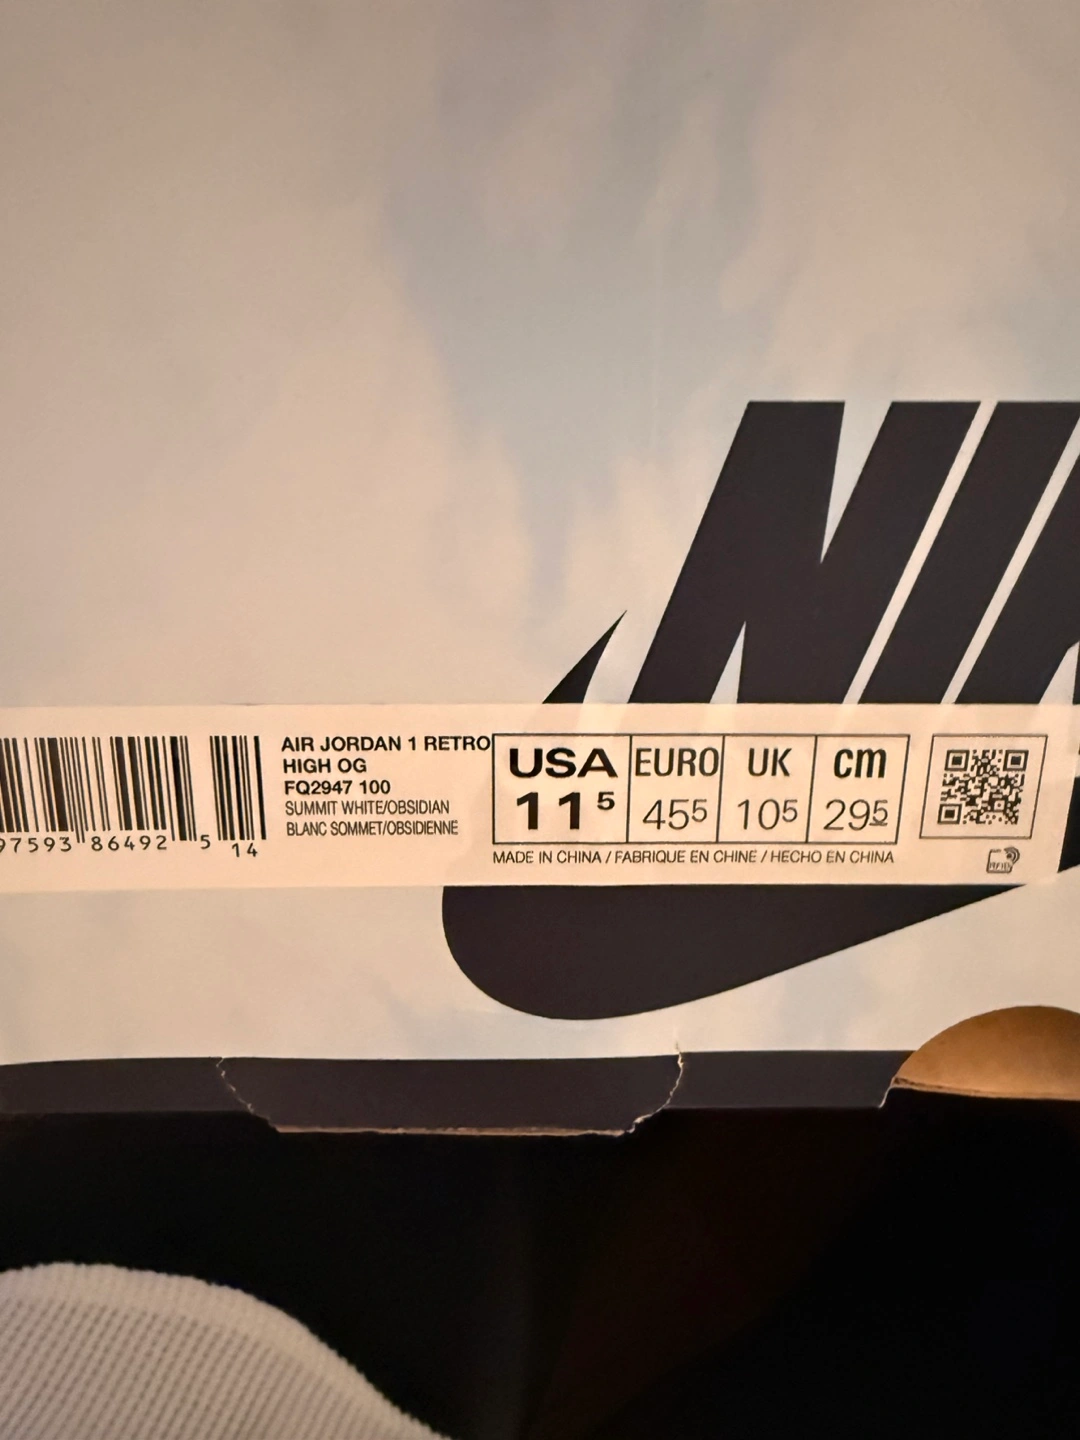 NIK
AIR JORDAN 1 RETRO
HIGH OG
FQ2947 100
SUMMIT WHITE/OBSIDIAN
BLANC SOMMET/OBSIDIENNE
USA EURO UK cm
11⁵ 45⁵ 10⁵ 29⁵
MADE IN CHINA / FABRIQUE EN CHINE / HECHO EN CHINA
97593 86492 5 14
RFID